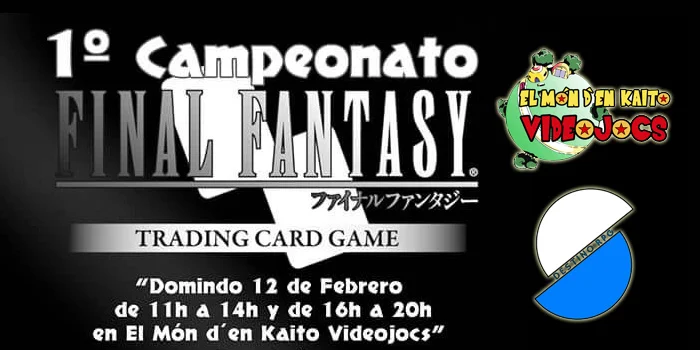 1º Campeonato
FINAL FANTASY®
ファイナルファンタジー
TRADING CARD GAME
“Domindo 12 de Febrero
de 11h a 14h y de 16h a 20h
en El Món d´en Kaito Videojocs”
EL MÓN D'EN KAITO
VIDEOJOCS
DESTINO RPG